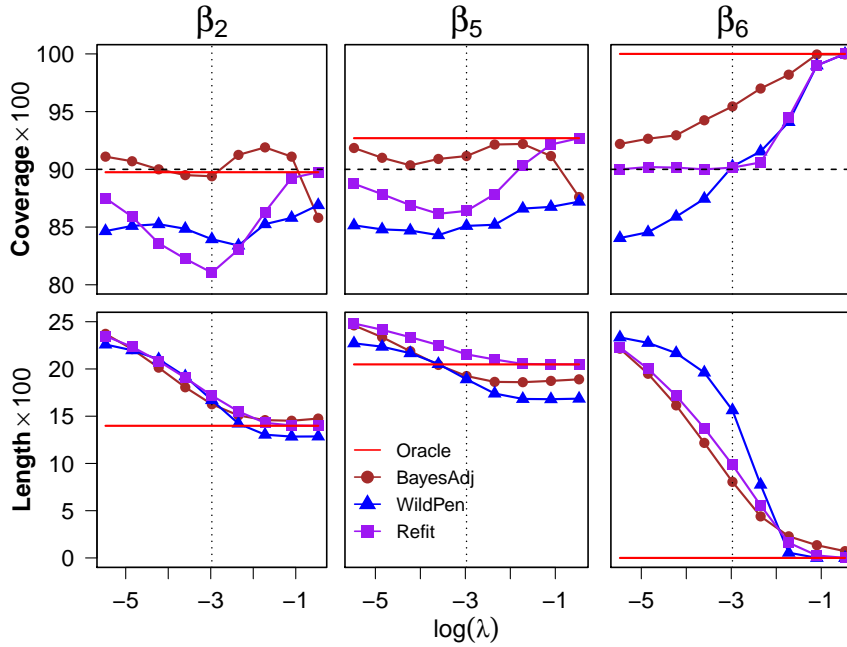 β2 β5 β6
Coverage×100
100
95
90
85
80
Length×100
25
20
15
10
5
0
Oracle
BayesAdj
WildPen
Refit
−5 −3 −1 −5 −3 −1 −5 −3 −1
log(λ)